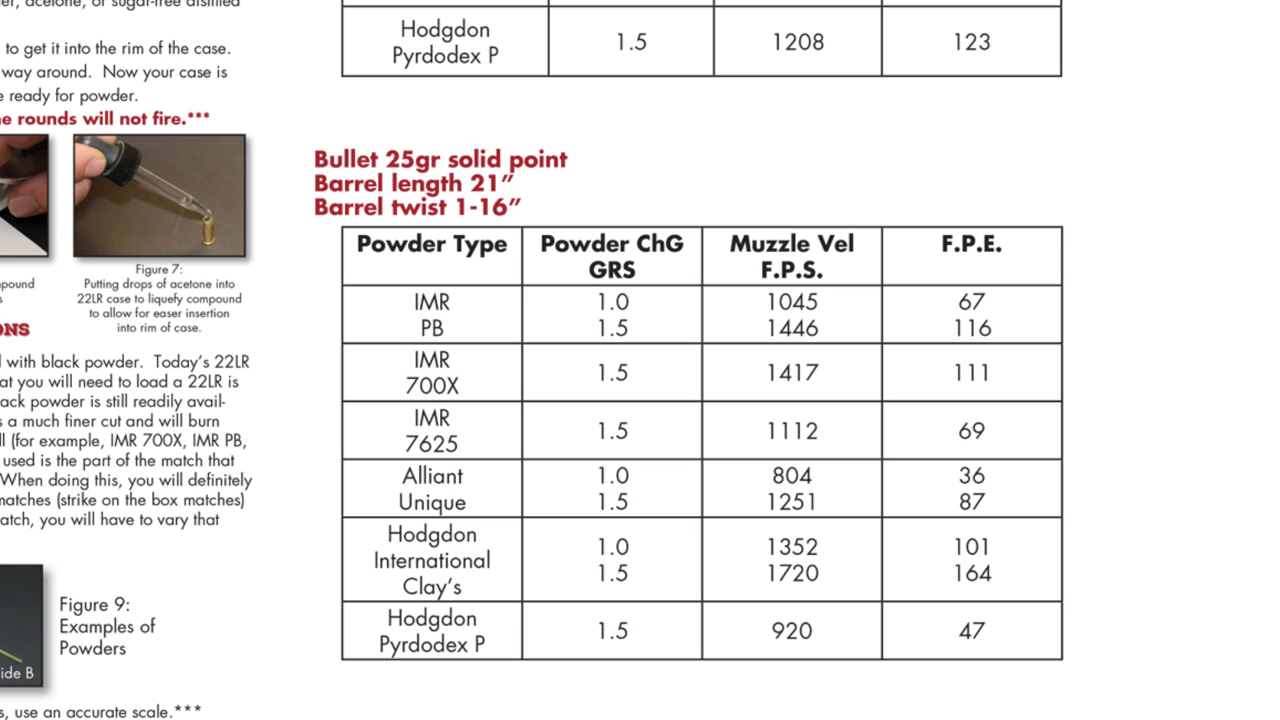 er, acetone, or sugar-free distilled
to get it into the rim of the case.
way around. Now your case is
ready for powder.
rounds will not fire.***
Figure 7:
Putting drops of acetone into
22LR case to liquefy compound
to allow for easer insertion
into rim of case.
with black powder. Today's 22LR
at you will need to load a 22LR is
ack powder is still readily avail-
a much finer cut and will burn
(for example, IMR 700X, IMR PB,
used is the part of the match that
When doing this, you will definitely
matches (strike on the box matches)
atch, you will have to vary that
Figure 9:
Examples of
Powders
ide B
s, use an accurate scale.***
Hodgdon
Pyrdodex P 1.5 1208 123
Bullet 25gr solid point
Barrel length 21”
Barrel twist 1-16”
Powder Type Powder ChG GRS Muzzle Vel F.P.S. F.P.E.
IMR 1.0 1045 67
PB 1.5 1446 116
IMR
700X 1.5 1417 111
IMR
7625 1.5 1112 69
Alliant 1.0 804 36
Unique 1.5 1251 87
Hodgdon
International 1.0 1352 101
Clay's 1.5 1720 164
Hodgdon
Pyrdodex P 1.5 920 47